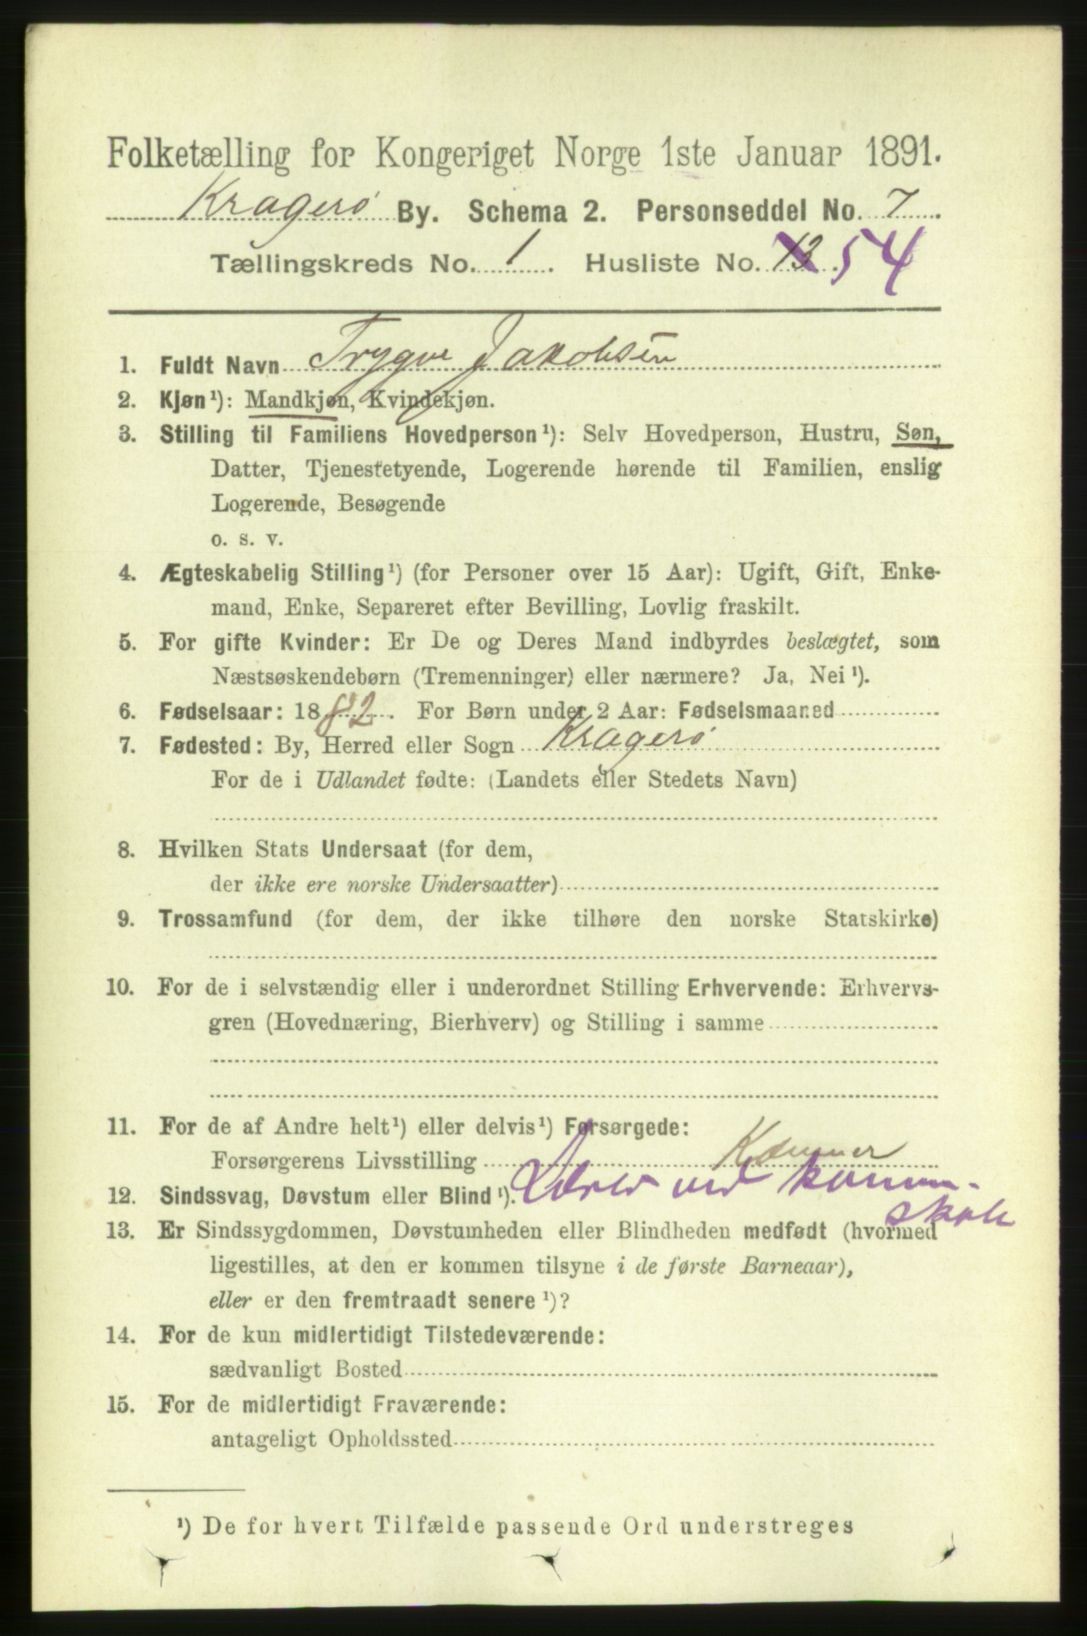 Folketælling for Kongeriget Norge 1ste Januar 1891.
Kragerø By. Schema 2. Personseddel No. 7
Tællingskreds No. 1. Husliste No. 13. 54
1. Fuldt Navn Trygve Jakobsen
2. Kjøn¹): Mandkjøn, Kvindekjøn.
3. Stilling til Familiens Hovedperson¹): Selv Hovedperson, Hustru, Søn,
Datter, Tjenestetyende, Logerende hørende til Familien, enslig
Logerende, Besøgende
o. s. v.
4. Ægteskabelig Stilling¹) (for Personer over 15 Aar): Ugift, Gift, Enke-
mand, Enke, Separeret efter Bevilling, Lovlig fraskilt.
5. For gifte Kvinder: Er De og Deres Mand indbyrdes beslægtet, som
Næstsøskendebørn (Tremenninger) eller nærmere? Ja, Nei¹).
6. Fødselsaar: 1882. For Børn under 2 Aar: Fødselsmaaned
7. Fødested: By, Herred eller Sogn Kragerø
For de i Udlandet fødte: (Landets eller Stedets Navn)
8. Hvilken Stats Undersaat (for dem,
der ikke ere norske Undersaatter)
9. Trossamfund (for dem, der ikke tilhøre den norske Statskirke)
10. For de i selvstændig eller i underordnet Stilling Erhvervende: Erhvervs-
gren (Hovednæring, Bierhverv) og Stilling i samme
11. For de af Andre helt¹) eller delvis¹) Forsørgede:
Forsørgerens Livsstilling Kæmner
12. Sindssvag, Døvstum eller Blind¹). Lærer ved komm-
skole
13. Er Sindssygdommen, Døvstumheden eller Blindheden medfødt (hvormed
ligestilles, at den er kommen tilsyne i de første Barneaar),
eller er den fremtraadt senere¹)?
14. For de kun midlertidigt Tilstedeværende:
sædvanligt Bosted
15. For de midlertidigt Fraværende:
antageligt Opholdssted
¹) De for hvert Tilfælde passende Ord understreges